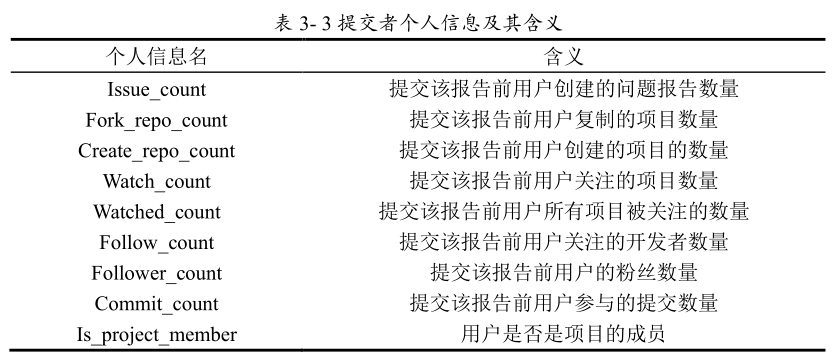 表 3- 3 提交者个人信息及其含义
个人信息名 含义
Issue_count 提交该报告前用户创建的问题报告数量
Fork_repo_count 提交该报告前用户复制的项目数量
Create_repo_count 提交该报告前用户创建的项目的数量
Watch_count 提交该报告前用户关注的项目数量
Watched_count 提交该报告前用户所有项目被关注的数量
Follow_count 提交该报告前用户关注的开发者数量
Follower_count 提交该报告前用户的粉丝数量
Commit_count 提交该报告前用户参与的提交数量
Is_project_member 用户是否是项目的成员